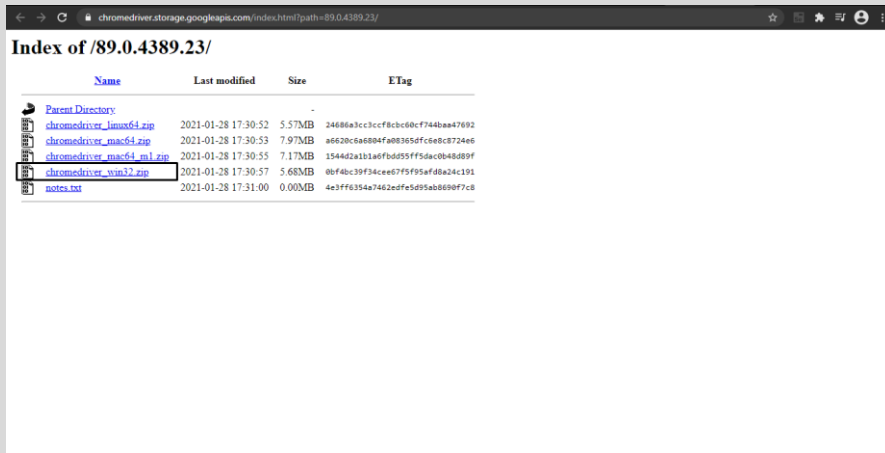 chromedriver.storage.googleapis.com/index.html?path=89.0.4389.23/
Index of /89.0.4389.23/
Name Last modified Size ETag
Parent Directory -
chromedriver_linux64.zip 2021-01-28 17:30:52 5.57MB 24686a3cc3ccf8cbc60cf744baa47692
chromedriver_mac64.zip 2021-01-28 17:30:53 7.97MB a6620c6a6804fa08365dfc6e8c8724e6
chromedriver_mac64_m1.zip 2021-01-28 17:30:55 7.17MB 1544d2a1b1a6fbdd55ff5dac0b48d89f
chromedriver_win32.zip 2021-01-28 17:30:57 5.68MB 0bf4bc39f34cee67f5f95afd8a24c191
notes.txt 2021-01-28 17:31:00 0.00MB 4e3ff6354a7462edfe5d95ab8690f7c8